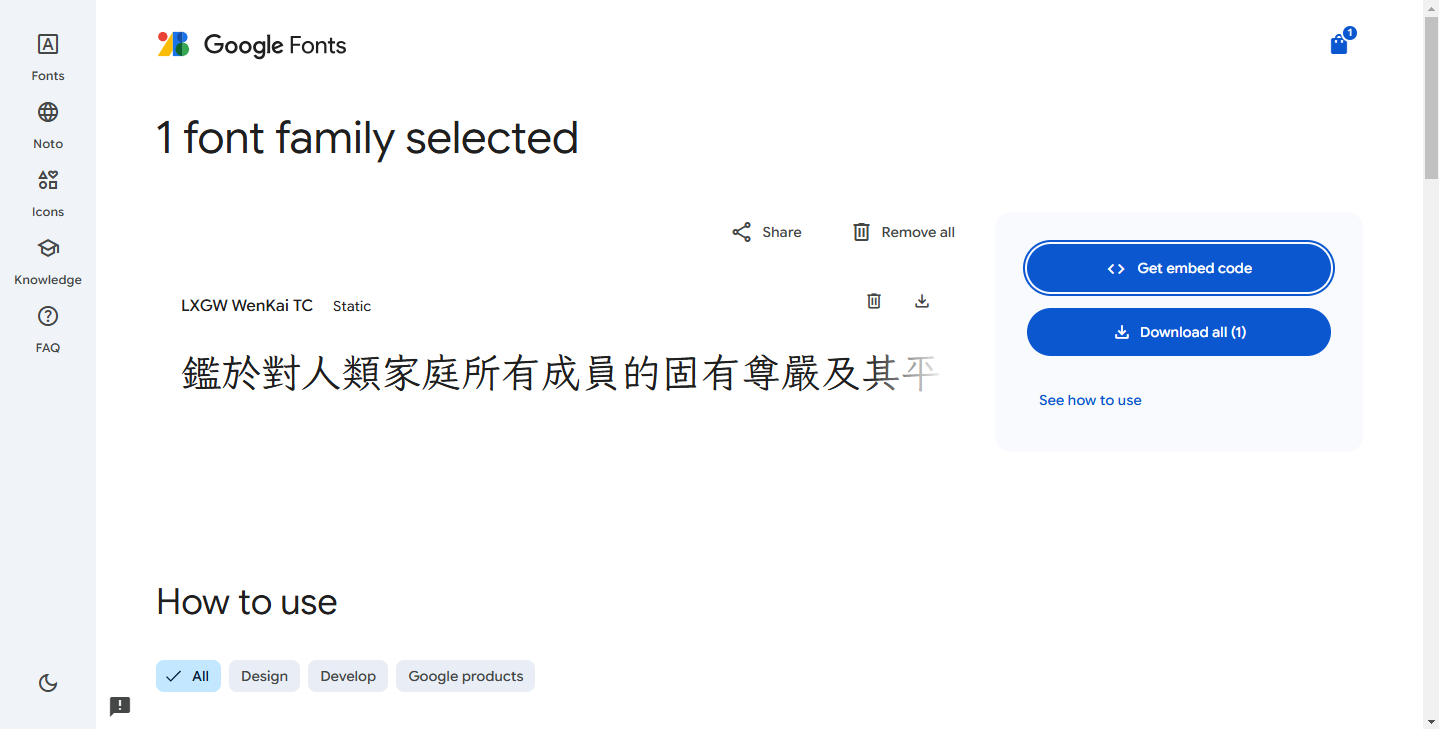 Fonts
Noto
Icons
Knowledge
FAQ
Google Fonts
1
1 font family selected
Share
Remove all
LXGW WenKai TC
Static
鑑於對人類家庭所有成員的固有尊嚴及其平
Get embed code
Download all (1)
See how to use
How to use
All
Design
Develop
Google products